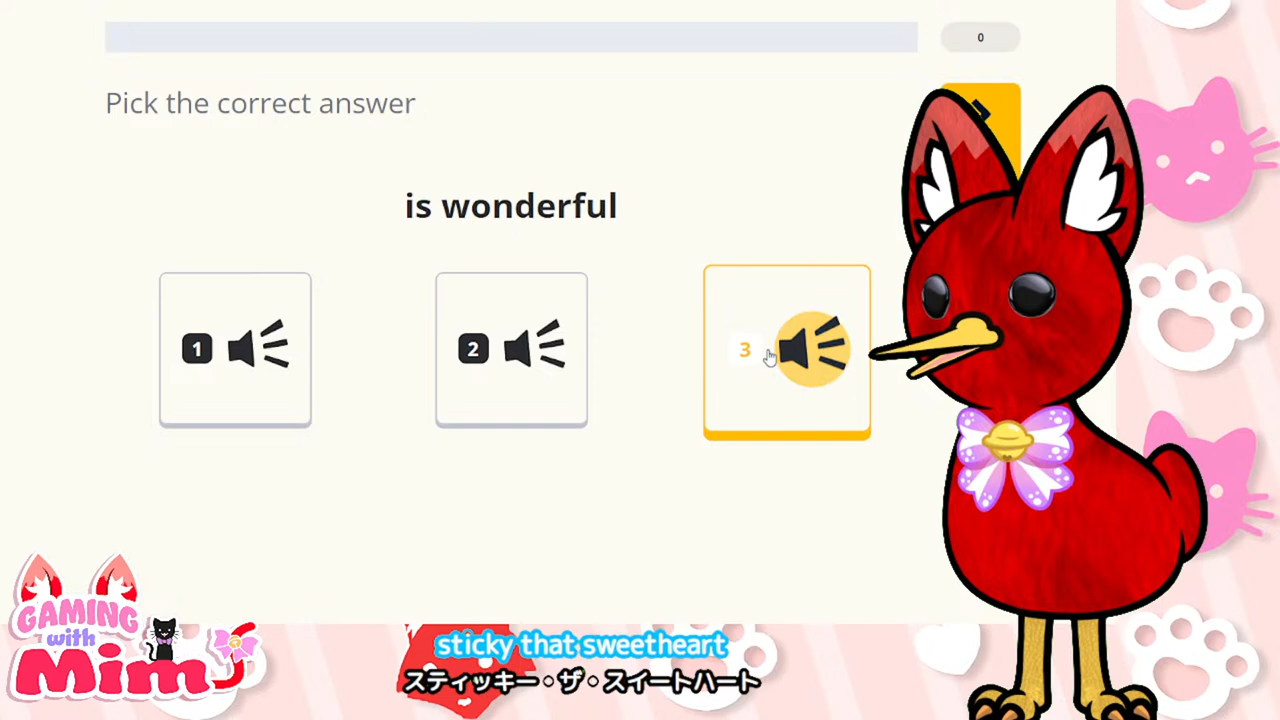 0
Pick the correct answer
is wonderful
1
2
3
GAMING
with
Mim
sticky that sweetheart
スティッキー・ザ・スイートハート